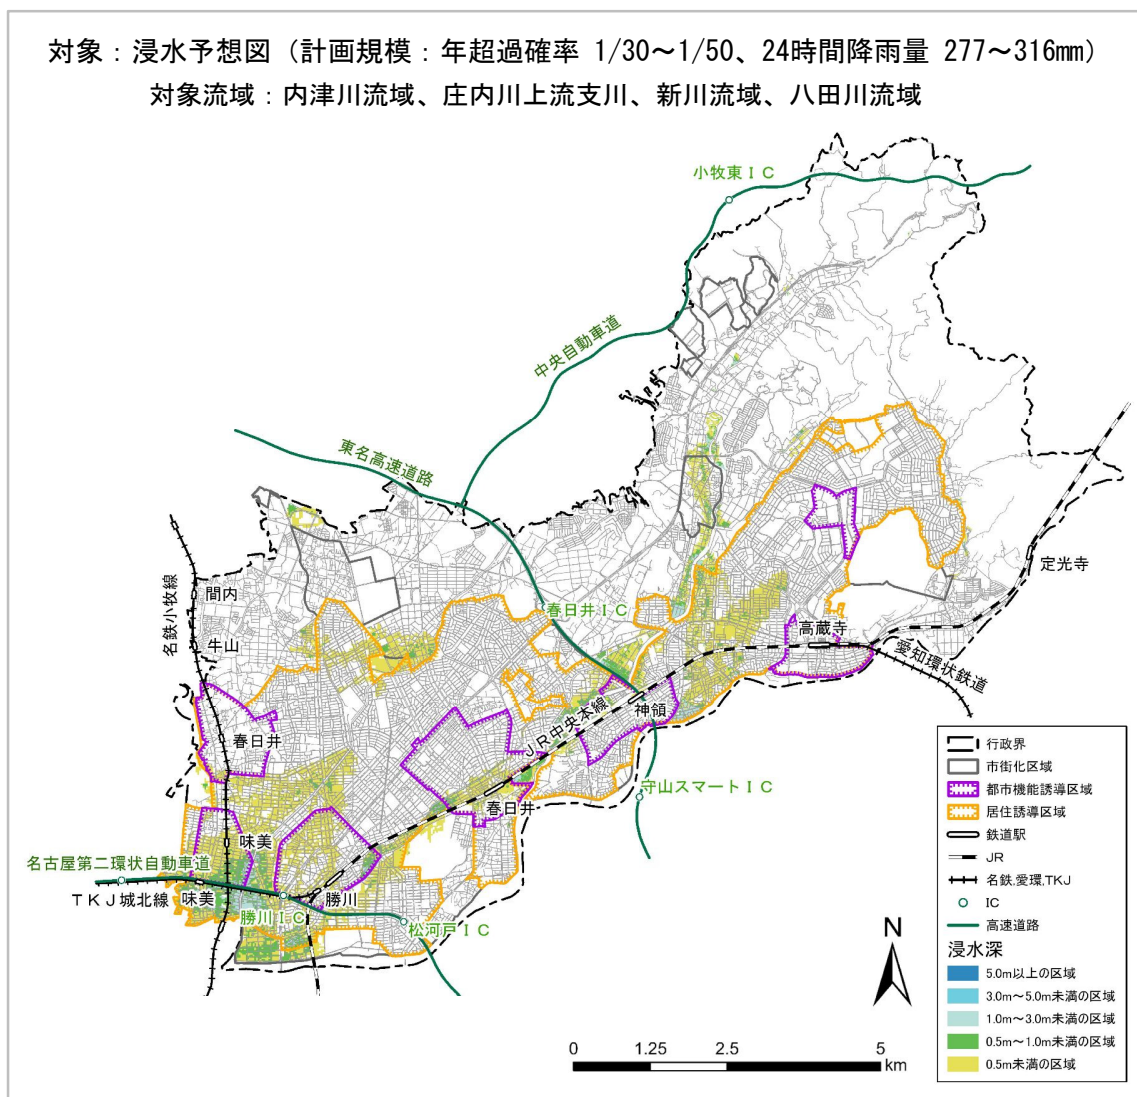 対象：浸水予想図（計画規模：年超過確率 1/30～1/50、24時間降雨量 277～316mm）
対象流域：内津川流域、庄内川上流支川、新川流域、八田川流域
小牧東ＩＣ
中央自動車道
東名高速道路
定光寺
名鉄小牧線
間内
春日井ＩＣ
牛山
高蔵寺
愛知環状鉄道
神領
JR中央本線
春日井
守山スマートＩＣ
春日井
味美
名古屋第二環状自動車道
ＴＫＪ城北線
味美
勝川
勝川ＩＣ
松河戸ＩＣ
行政界
市街化区域
都市機能誘導区域
居住誘導区域
鉄道駅
JR
名鉄,愛環,TKJ
IC
高速道路
浸水深
5.0m以上の区域
3.0m～5.0m未満の区域
1.0m～3.0m未満の区域
0.5m～1.0m未満の区域
0.5m未満の区域
N
0 1.25 2.5 5
km